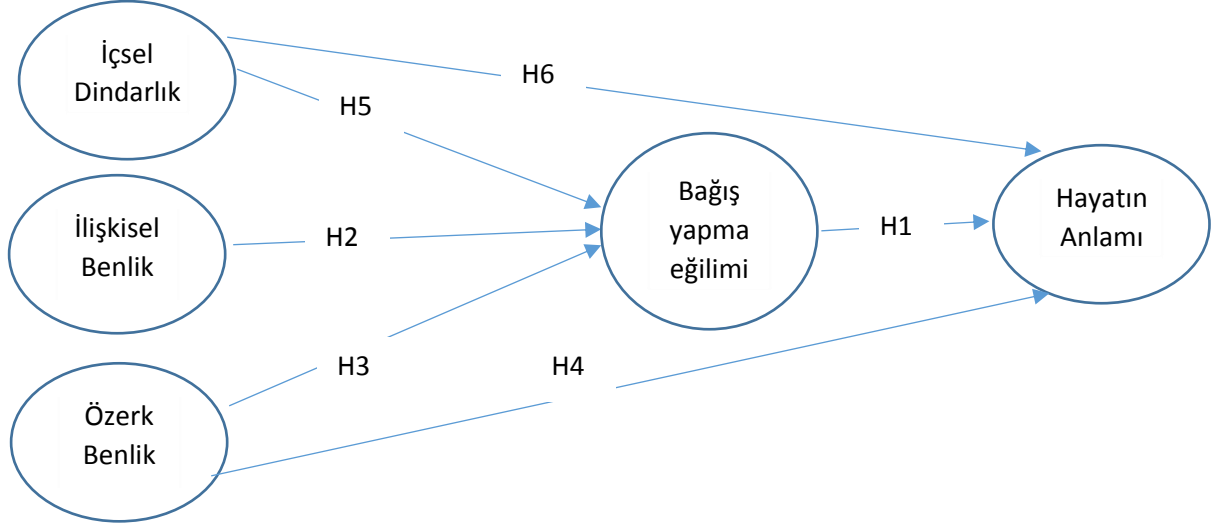 İçsel
Dindarlık
H6
H5
Bağış
yapma
eğilimi
Hayatın
Anlamı
İlişkisel
Benlik
H2
H1
H3
H4
Özerk
Benlik